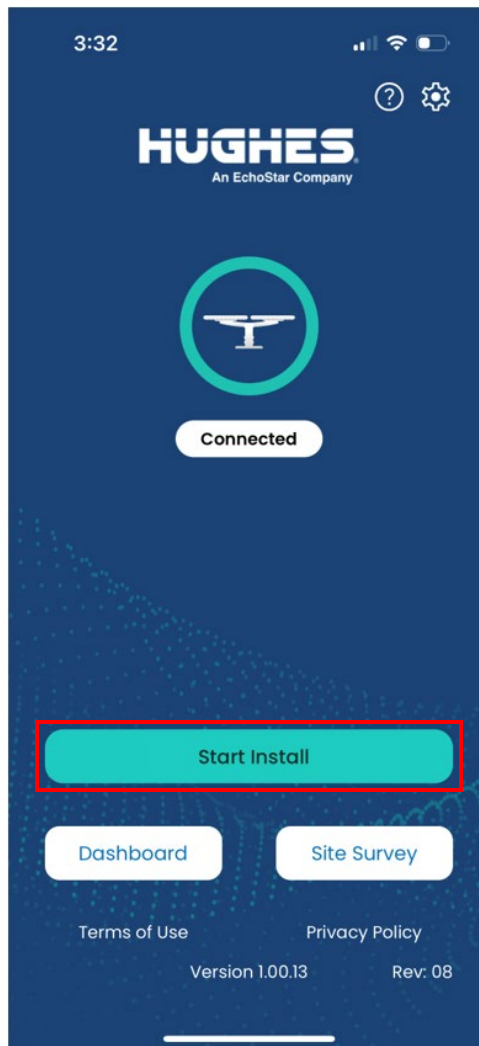 3:32
HUGHES®
An EchoStar Company
Connected
Start Install
Dashboard Site Survey
Terms of Use Privacy Policy
Version 1.00.13 Rev: 08